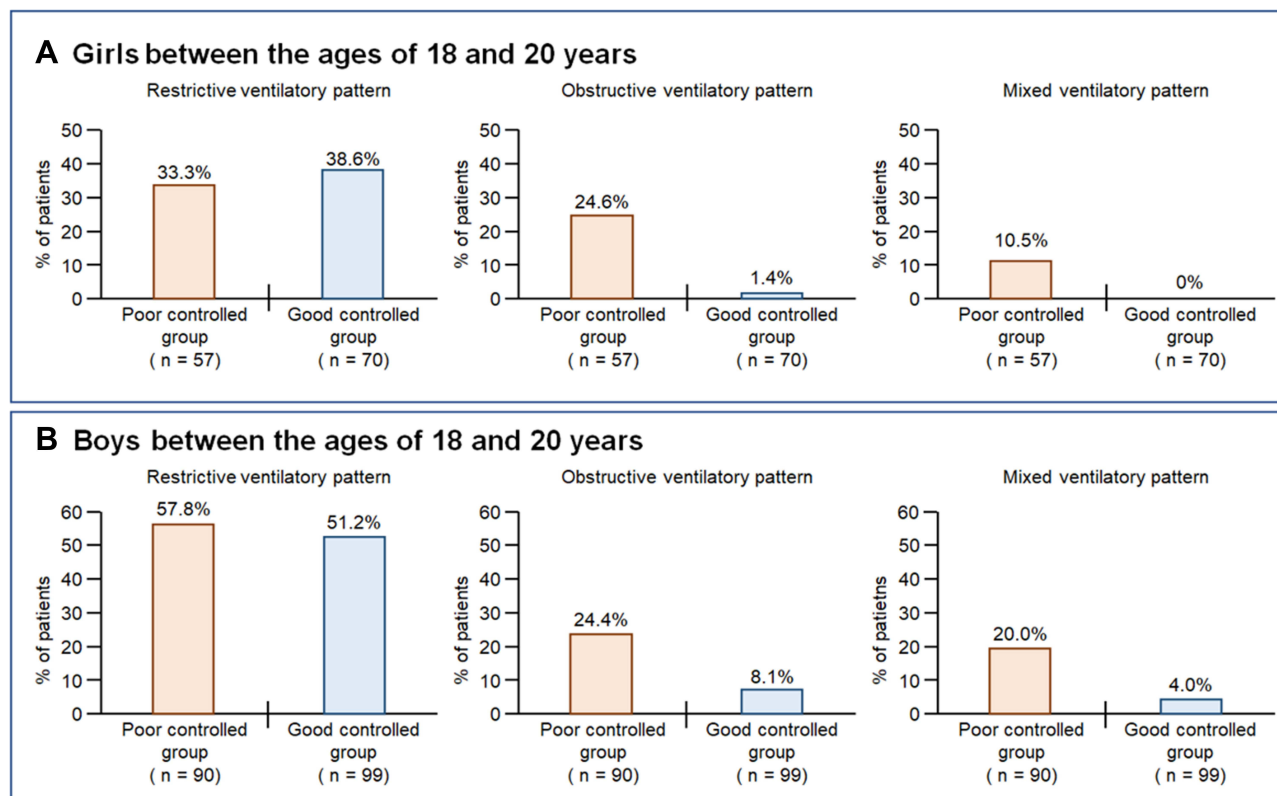 A Girls between the ages of 18 and 20 years
Restrictive ventilatory pattern
% of patients
50
40
30
20
10
0
33.3%
38.6%
Poor controlled
group
( n = 57)
Good controlled
group
( n = 70)
Obstructive ventilatory pattern
% of patients
50
40
30
20
10
0
24.6%
1.4%
Poor controlled
group
( n = 57)
Good controlled
group
( n = 70)
Mixed ventilatory pattern
% of patients
50
40
30
20
10
0
10.5%
0%
Poor controlled
group
( n = 57)
Good controlled
group
( n = 70)
B Boys between the ages of 18 and 20 years
Restrictive ventilatory pattern
% of patients
60
50
40
30
20
10
0
57.8%
51.2%
Poor controlled
group
( n = 90)
Good controlled
group
( n = 99)
Obstructive ventilatory pattern
% of patients
60
50
40
30
20
10
0
24.4%
8.1%
Poor controlled
group
( n = 90)
Good controlled
group
( n = 99)
Mixed ventilatory pattern
% of patietns
60
50
40
30
20
10
0
20.0%
4.0%
Poor controlled
group
( n = 90)
Good controlled
group
( n = 99)